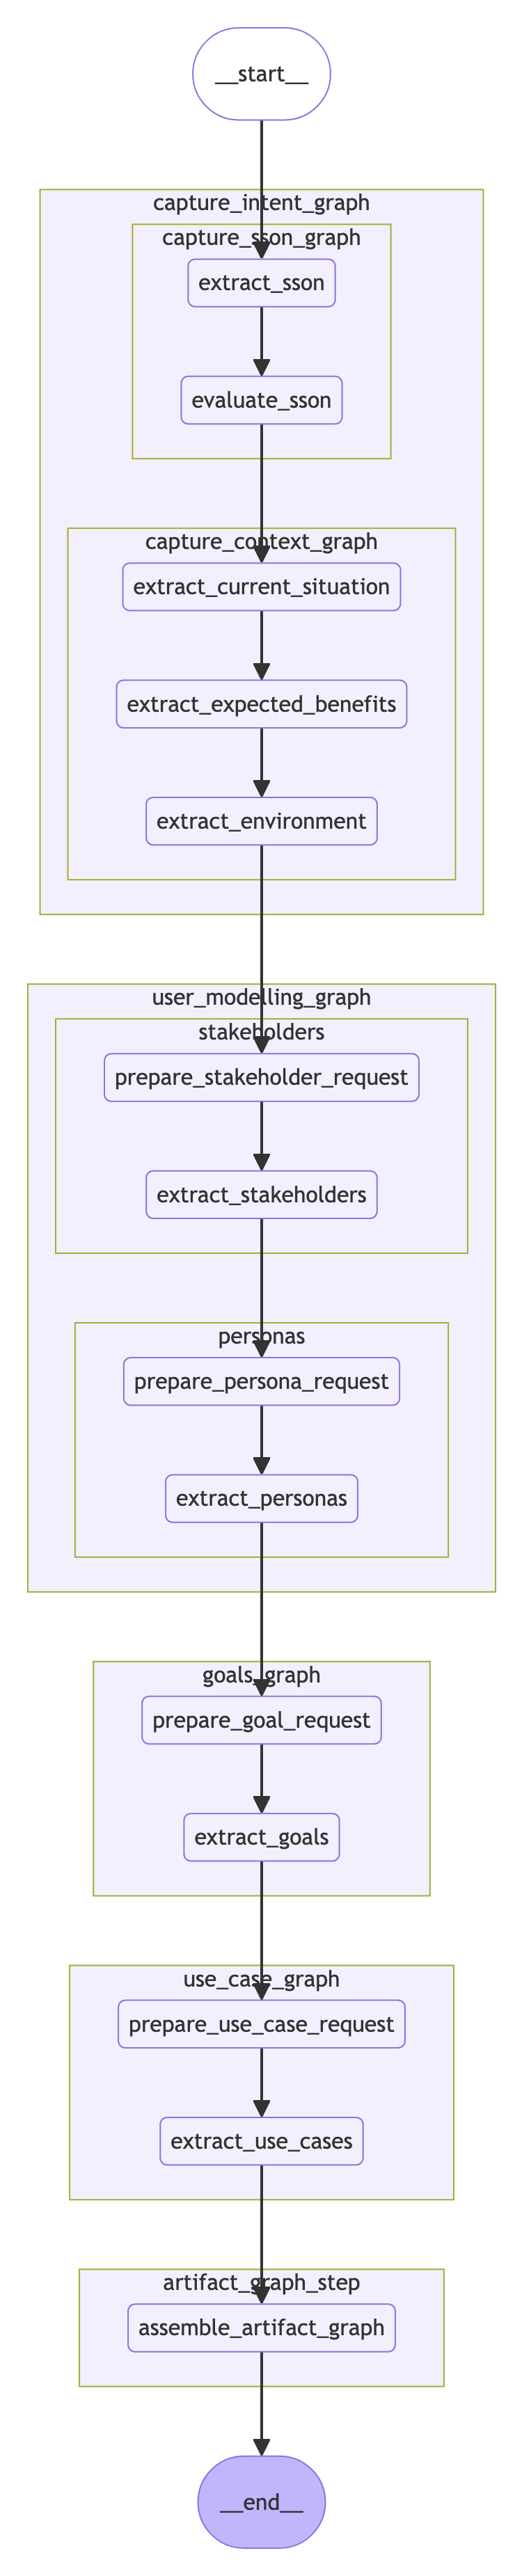 __start__
capture_intent_graph
capture_sson_graph
extract_sson
evaluate_sson
capture_context_graph
extract_current_situation
extract_expected_benefits
extract_environment
user_modelling_graph
stakeholders
prepare_stakeholder_request
extract_stakeholders
personas
prepare_persona_request
extract_personas
goals_graph
prepare_goal_request
extract_goals
use_case_graph
prepare_use_case_request
extract_use_cases
artifact_graph_step
assemble_artifact_graph
__end__